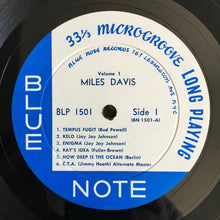 33⅓ MICROGROOVE LONG PLAYING
BLUE NOTE RECORDS 767 LEXINGTON AVE NYC
BLUE
NOTE
Volume 1
MILES DAVIS
BLP 1501
Side 1
(BN 1501-A)
1. TEMPUS FUGIT (Bud Powell)
2. KELO (Jay Jay Johnson)
3. ENIGMA (Jay Jay Johnson)
4. RAY'S IDEA (Fuller-Brown)
5. HOW DEEP IS THE OCEAN (Berlin)
6. C.T.A. (Jimmy Heath) Alternate Master